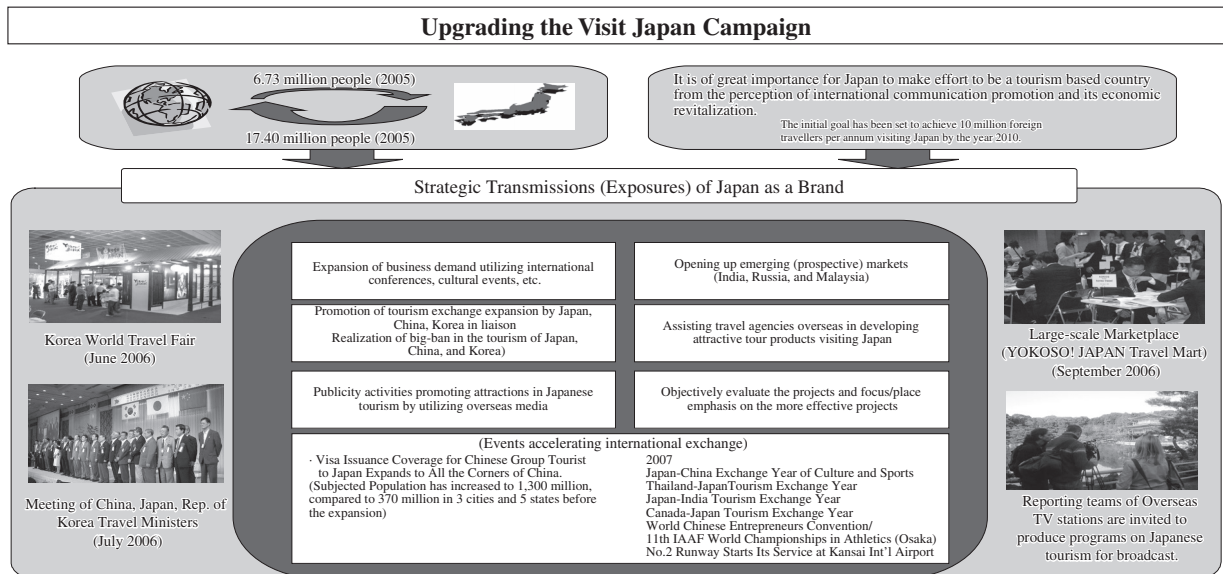 Upgrading the Visit Japan Campaign
6.73 million people (2005)
17.40 million people (2005)
It is of great importance for Japan to make effort to be a tourism based country
from the perception of international communication promotion and its economic
revitalization.
The initial goal has been set to achieve 10 million foreign
travellers per annum visiting Japan by the year 2010.
Strategic Transmissions (Exposures) of Japan as a Brand
Korea World Travel Fair
(June 2006)
Meeting of China, Japan, Rep. of
Korea Travel Ministers
(July 2006)
Expansion of business demand utilizing international
conferences, cultural events, etc.
Opening up emerging (prospective) markets
(India, Russia, and Malaysia)
Promotion of tourism exchange expansion by Japan,
China, Korea in liaison
Realization of big-ban in the tourism of Japan,
China, and Korea)
Assisting travel agencies overseas in developing
attractive tour products visiting Japan
Publicity activities promoting attractions in Japanese
tourism by utilizing overseas media
Objectively evaluate the projects and focus/place
emphasis on the more effective projects
(Events accelerating international exchange)
· Visa Issuance Coverage for Chinese Group Tourist
to Japan Expands to All the Corners of China.
(Subjected Population has increased to 1,300 million,
compared to 370 million in 3 cities and 5 states before
the expansion)
2007
Japan-China Exchange Year of Culture and Sports
Thailand-JapanTourism Exchange Year
Japan-India Tourism Exchange Year
Canada-Japan Tourism Exchange Year
World Chinese Entrepreneurs Convention/
11th IAAF World Championships in Athletics (Osaka)
No.2 Runway Starts Its Service at Kansai Int'l Airport
Large-scale Marketplace
(YOKOSO! JAPAN Travel Mart)
(September 2006)
Reporting teams of Overseas
TV stations are invited to
produce programs on Japanese
tourism for broadcast.